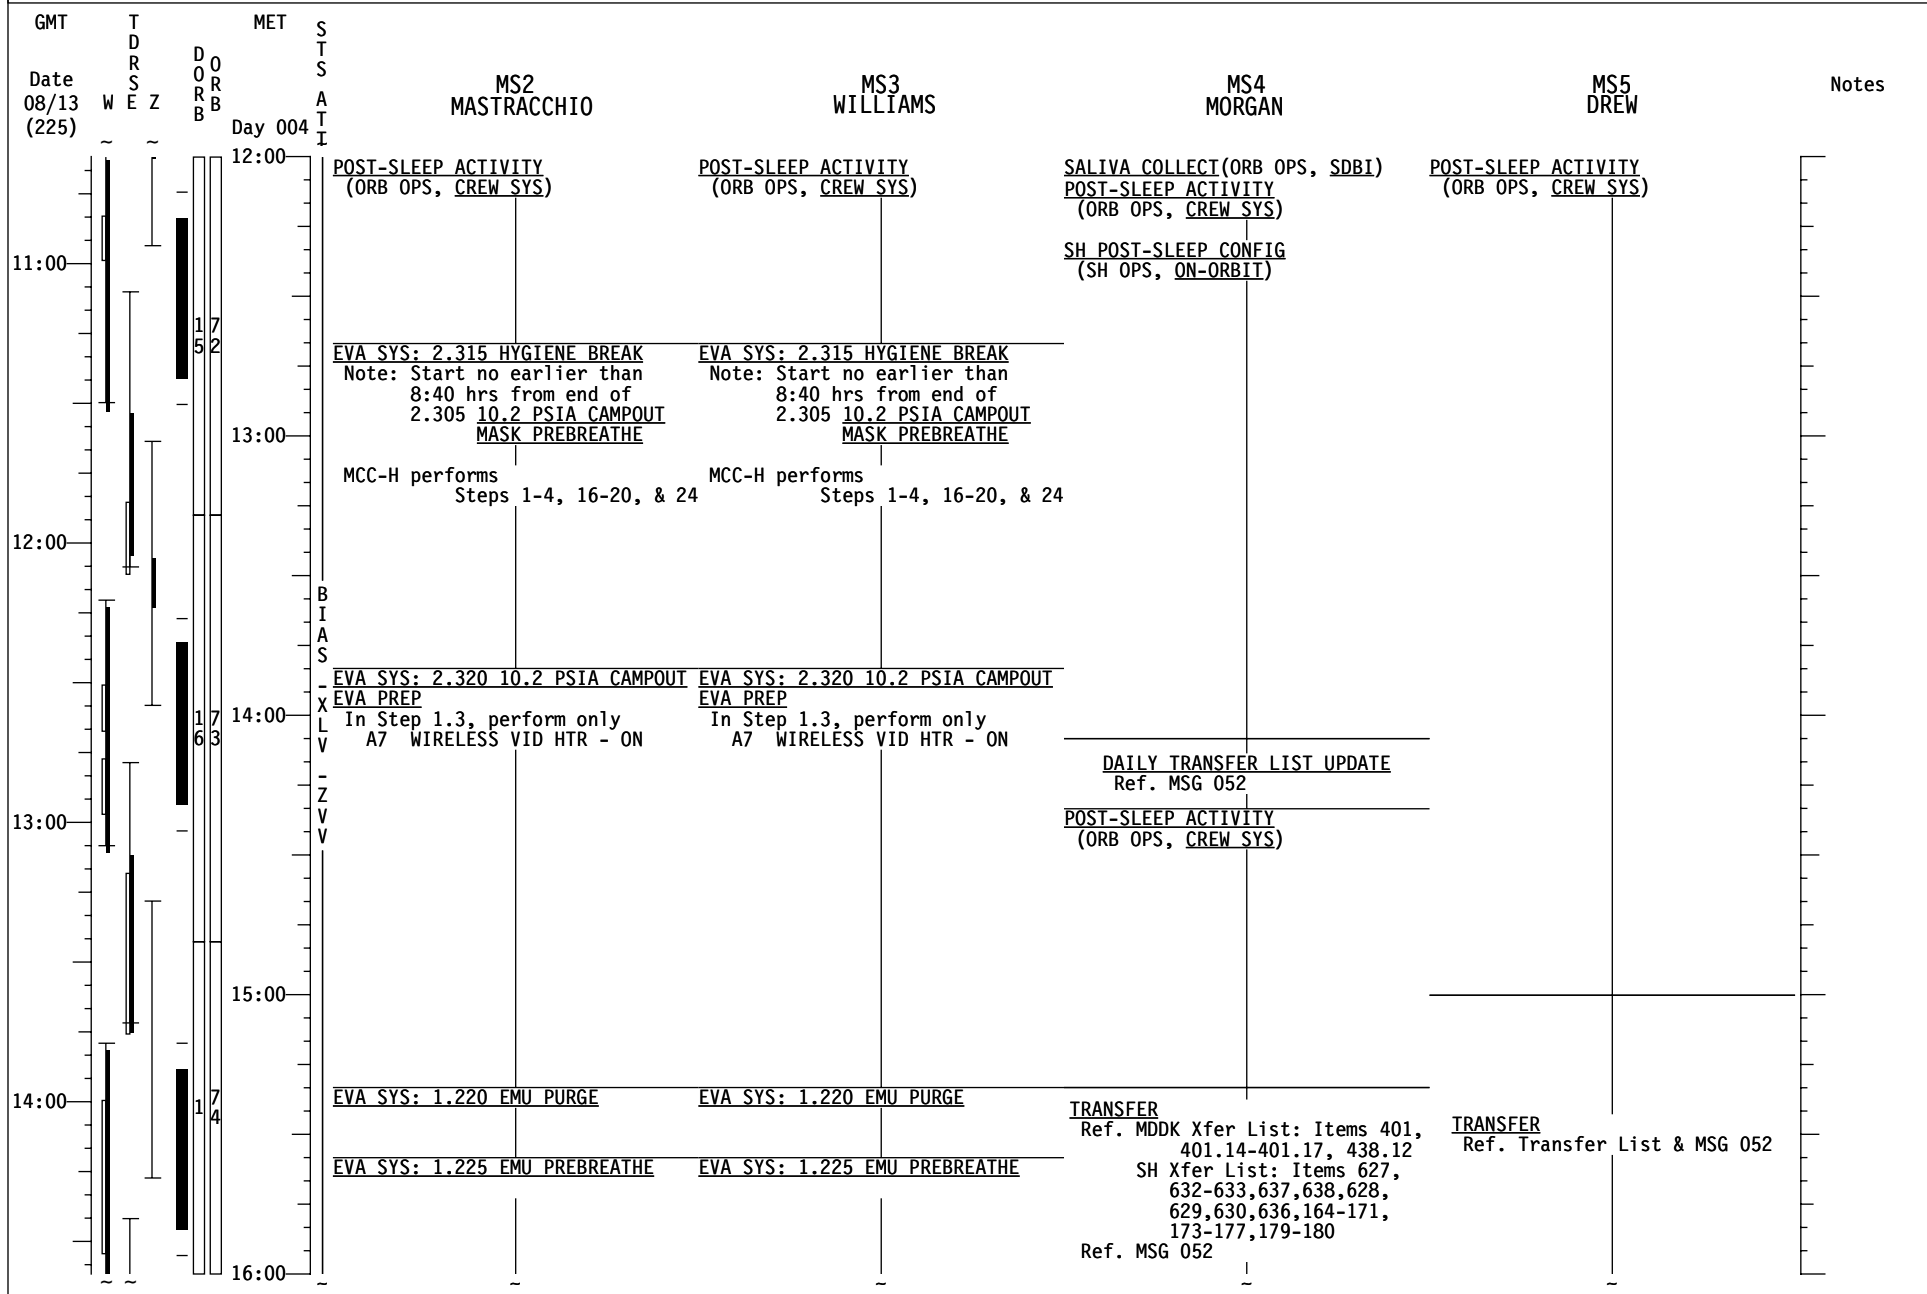 GMT
TDRS
MET
STS ATT
DORB
ORB
Date
08/13
(225)
W E Z
Day 004
MS2
MASTRACCHIO
MS3
WILLIAMS
MS4
MORGAN
MS5
DREW
Notes
~ ~ ~
12:00
POST-SLEEP ACTIVITY
(ORB OPS, CREW SYS)
POST-SLEEP ACTIVITY
(ORB OPS, CREW SYS)
SALIVA COLLECT(ORB OPS, SDBI)
POST-SLEEP ACTIVITY
(ORB OPS, CREW SYS)
SH POST-SLEEP CONFIG
(SH OPS, ON-ORBIT)
POST-SLEEP ACTIVITY
(ORB OPS, CREW SYS)
11:00
15
72
EVA SYS: 2.315 HYGIENE BREAK
Note: Start no earlier than
8:40 hrs from end of
2.305 10.2 PSIA CAMPOUT
MASK PREBREATHE
MCC-H performs
Steps 1-4, 16-20, & 24
EVA SYS: 2.315 HYGIENE BREAK
Note: Start no earlier than
8:40 hrs from end of
2.305 10.2 PSIA CAMPOUT
MASK PREBREATHE
MCC-H performs
Steps 1-4, 16-20, & 24
13:00
12:00
BIAS -XLV -ZVV
EVA SYS: 2.320 10.2 PSIA CAMPOUT
EVA PREP
In Step 1.3, perform only
A7 WIRELESS VID HTR - ON
EVA SYS: 2.320 10.2 PSIA CAMPOUT
EVA PREP
In Step 1.3, perform only
A7 WIRELESS VID HTR - ON
16
73
14:00
DAILY TRANSFER LIST UPDATE
Ref. MSG 052
13:00
POST-SLEEP ACTIVITY
(ORB OPS, CREW SYS)
15:00
14:00
1
74
EVA SYS: 1.220 EMU PURGE
EVA SYS: 1.220 EMU PURGE
EVA SYS: 1.225 EMU PREBREATHE
EVA SYS: 1.225 EMU PREBREATHE
TRANSFER
Ref. MDDK Xfer List: Items 401,
401.14-401.17, 438.12
SH Xfer List: Items 627,
632-633,637,638,628,
629,630,636,164-171,
173-177,179-180
Ref. MSG 052
TRANSFER
Ref. Transfer List & MSG 052
16:00
~ ~ ~ ~ ~ ~ ~